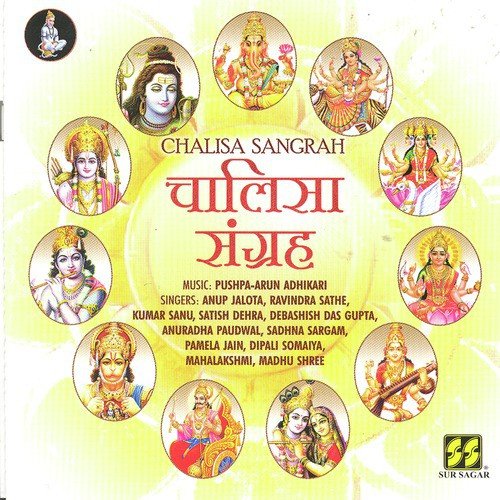 CHALISA SANGRAH
चालिसा
संग्रह
MUSIC: PUSHPA-ARUN ADHIKARI
SINGERS: ANUP JALOTA, RAVINDRA SATHE,
KUMAR SANU, SATISH DEHRA, DEBASHISH DAS GUPTA,
ANURADHA PAUDWAL, SADHNA SARGAM,
PAMELA JAIN, DIPALI SOMAIYA,
MAHALAKSHMI, MADHU SHREE
SUR SAGAR®